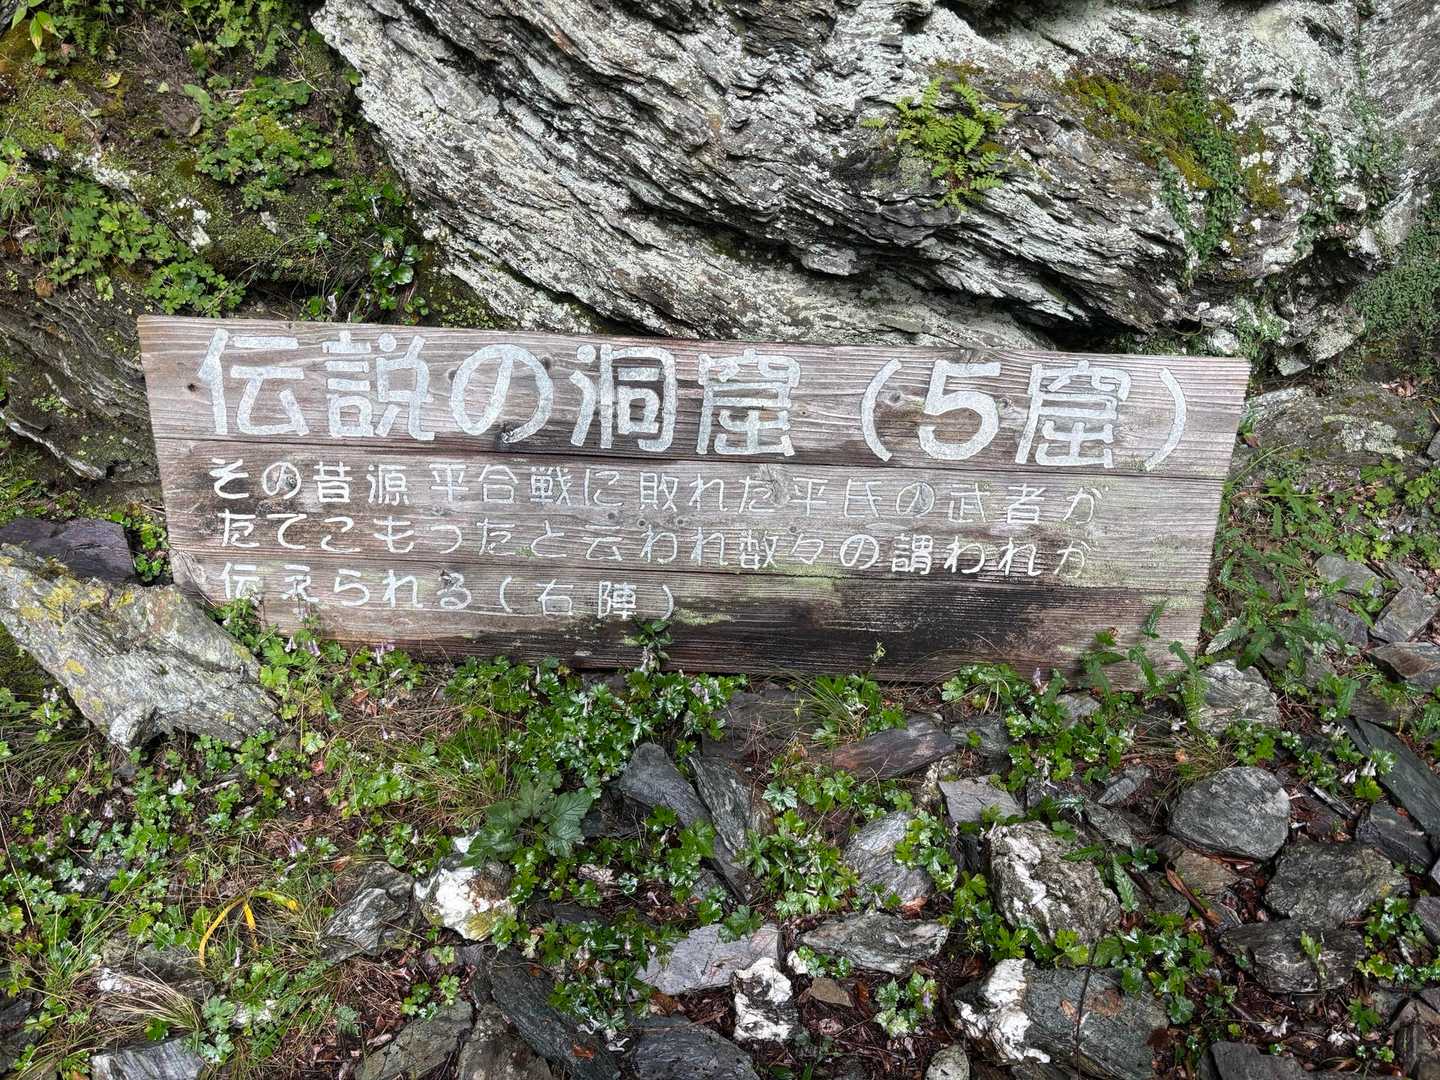 伝説の洞窟(5窟)
その昔源平合戦に敗れた平氏の武者が
たてこもったと云われ数々の謂われが
伝えられる(右陣)